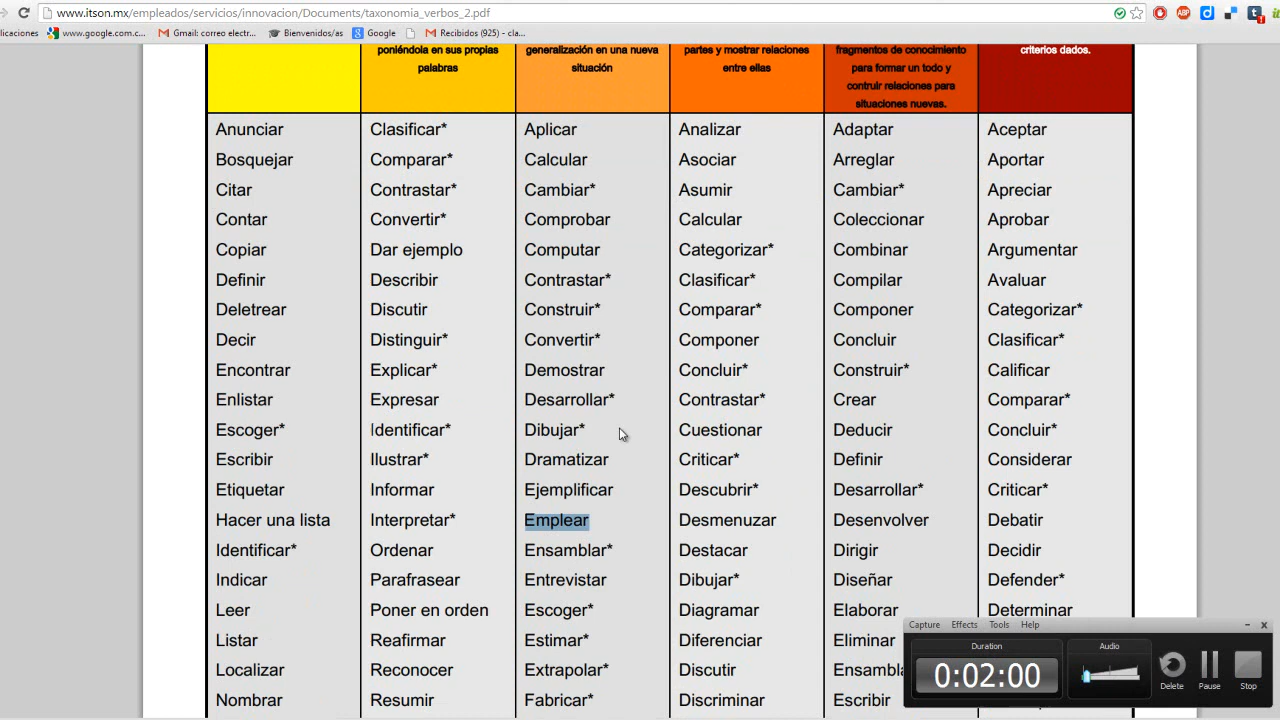 www.itson.mx/empleados/servicios/innovacion/Documents/taxonomia_verbos_2.pdf
licaciones www.google.com.c... Gmail: correo electr... Bienvenidos/as Google Recibidos (925) - cla...
poniéndola en sus propias generalización en una nueva partes y mostrar relaciones fragmentos de conocimiento criterios dados.
palabras situación entre ellas para formar un todo y
contruir relaciones para
situaciones nuevas.
Anunciar Clasificar* Aplicar Analizar Adaptar Aceptar
Bosquejar Comparar* Calcular Asociar Arreglar Aportar
Citar Contrastar* Cambiar* Asumir Cambiar* Apreciar
Contar Convertir* Comprobar Calcular Coleccionar Aprobar
Copiar Dar ejemplo Computar Categorizar* Combinar Argumentar
Definir Describir Contrastar* Clasificar* Compilar Avaluar
Deletrear Discutir Construir* Comparar* Componer Categorizar*
Decir Distinguir* Convertir* Componer Concluir Clasificar*
Encontrar Explicar* Demostrar Concluir* Construir* Calificar
Enlistar Expresar Desarrollar* Contrastar* Crear Comparar*
Escoger* Identificar* Dibujar* Cuestionar Deducir Concluir*
Escribir Ilustrar* Dramatizar Criticar* Definir Considerar
Etiquetar Informar Ejemplificar Descubrir* Desarrollar* Criticar*
Hacer una lista Interpretar* Emplear Desmenuzar Desenvolver Debatir
Identificar* Ordenar Ensamblar* Destacar Dirigir Decidir
Indicar Parafrasear Entrevistar Dibujar* Diseñar Defender*
Leer Poner en orden Escoger* Diagramar Elaborar Determinar
Listar Reafirmar Estimar* Diferenciar Eliminar
Localizar Reconocer Extrapolar* Discutir Ensambla
Nombrar Resumir Fabricar* Discriminar Escribir
Capture Effects Tools Help
Duration Audio
0:02:00
Delete Pause Stop